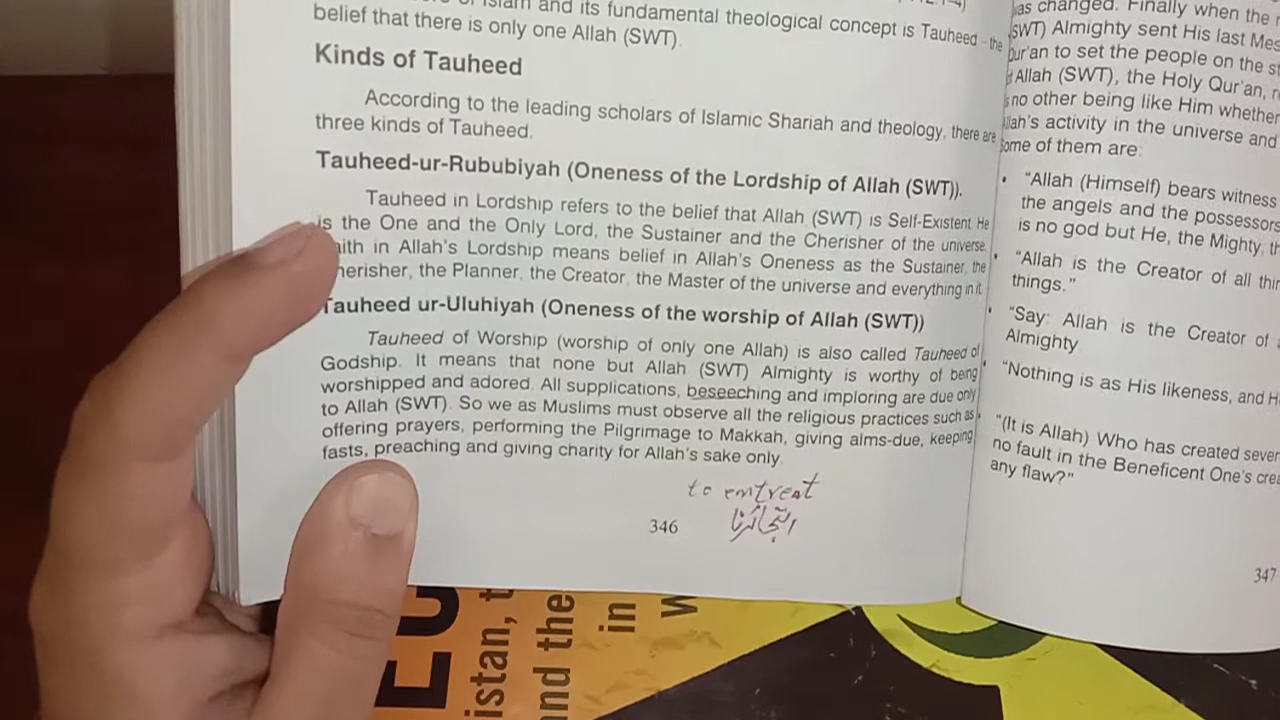 Islam and its fundamental theological concept is Tauheed – the
belief that there is only one Allah (SWT).
Kinds of Tauheed
According to the leading scholars of Islamic Shariah and theology, there are
three kinds of Tauheed.
Tauheed-ur-Rububiyah (Oneness of the Lordship of Allah (SWT)).
Tauheed in Lordship refers to the belief that Allah (SWT) is Self-Existent. He
is the One and the Only Lord, the Sustainer and the Cherisher of the universe.
in Allah's Lordship means belief in Allah's Oneness as the Sustainer, the
the Planner, the Creator, the Master of the universe and everything in it.
Tauheed ur-Uluhiyah (Oneness of the worship of Allah (SWT))
Tauheed of Worship (worship of only one Allah) is also called Tauheed of
Godship. It means that none but Allah (SWT) Almighty is worthy of being
worshipped and adored. All supplications, beseeching and imploring are due only
to Allah (SWT). So we as Muslims must observe all the religious practices such as
offering prayers, performing the Pilgrimage to Makkah, giving alms-due, keeping
fasts, preaching and giving charity for Allah's sake only.
to entreat
التجا کرنا
346
was changed. Finally when the
(SWT) Almighty sent His last
Qur'an to set the people on the
Allah (SWT), the Holy Qur'an,
no other being like Him whether
Allah's activity in the universe and
some of them are:
• "Allah (Himself) bears witness
the angels and the possessors
is no god but He, the Mighty,
• "Allah is the Creator of all
things."
• "Say: Allah is the Creator of
Almighty
• "Nothing is as His likeness, and
• "(It is Allah) Who has created
no fault in the Beneficent One's
any flaw?"
347
and the
in